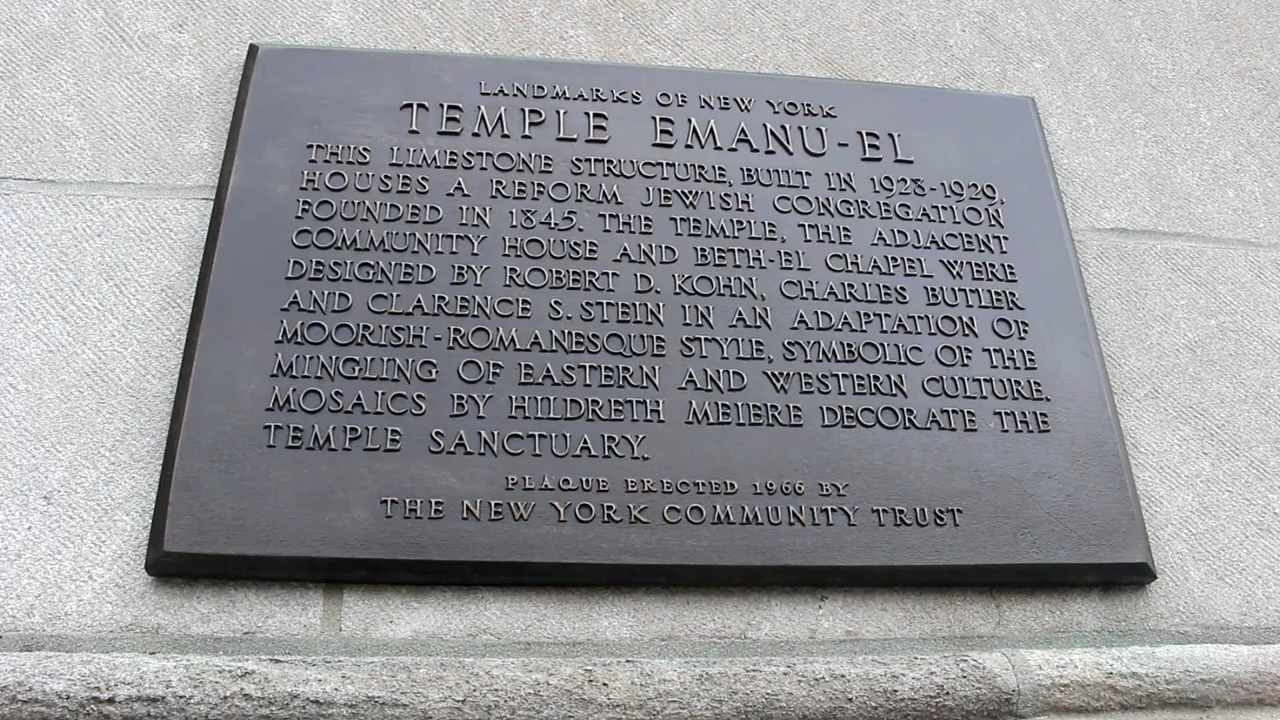 LANDMARKS OF NEW YORK
TEMPLE EMANU-EL
THIS LIMESTONE STRUCTURE, BUILT IN 1928-1929,
HOUSES A REFORM JEWISH CONGREGATION
FOUNDED IN 1845. THE TEMPLE, THE ADJACENT
COMMUNITY HOUSE AND BETH-EL CHAPEL WERE
DESIGNED BY ROBERT D. KOHN, CHARLES BUTLER
AND CLARENCE S. STEIN IN AN ADAPTATION OF
MOORISH-ROMANESQUE STYLE, SYMBOLIC OF THE
MINGLING OF EASTERN AND WESTERN CULTURE.
MOSAICS BY HILDRETH MEIERE DECORATE THE
TEMPLE SANCTUARY.
PLAQUE ERECTED 1966 BY
THE NEW YORK COMMUNITY TRUST